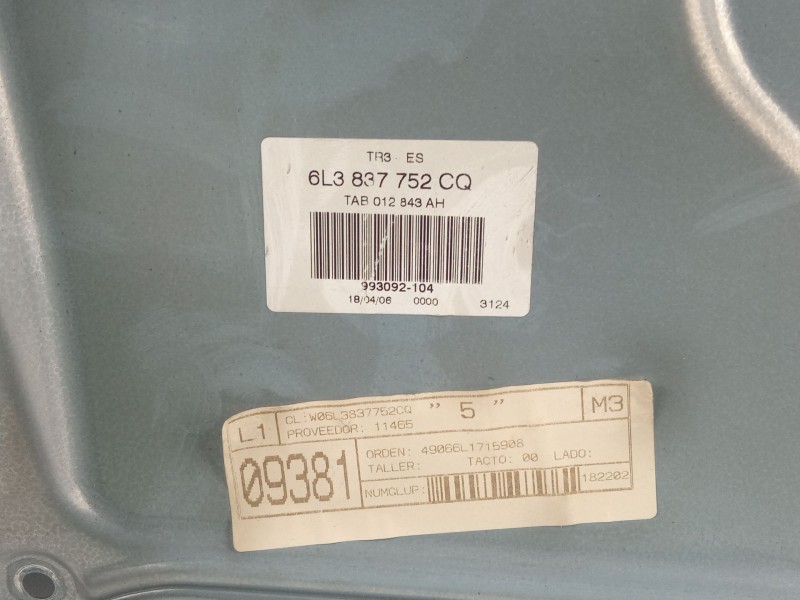 TR3 - ES
6L3 837 752 CQ
TAB 012 843 AH
993092-104
18/04/06 0000 3124
L1 CL:W06L3837752CQ " 5 " M3
PROVEEDOR: 11465
09381 ORDEN: 49066L1715908
TALLER: TACTO: 00 LADO:
NUMGLUP: 182202